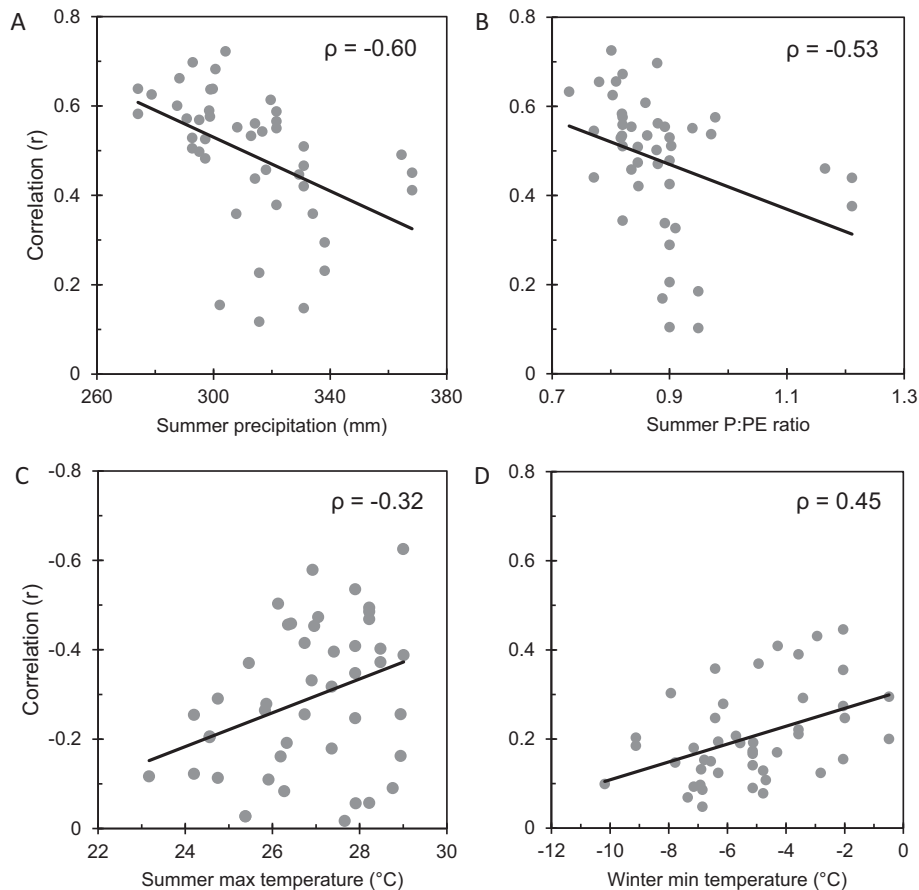 A
ρ = -0.60
0.8
0.6
0.4
0.2
0
Correlation (r)
260 300 340 380
Summer precipitation (mm)
B
ρ = -0.53
0.8
0.6
0.4
0.2
0
0.7 0.9 1.1 1.3
Summer P:PE ratio
C
ρ = -0.32
-0.8
-0.6
-0.4
-0.2
0
Correlation (r)
22 24 26 28 30
Summer max temperature (°C)
D
ρ = 0.45
0.8
0.6
0.4
0.2
0
-12 -10 -8 -6 -4 -2 0
Winter min temperature (°C)